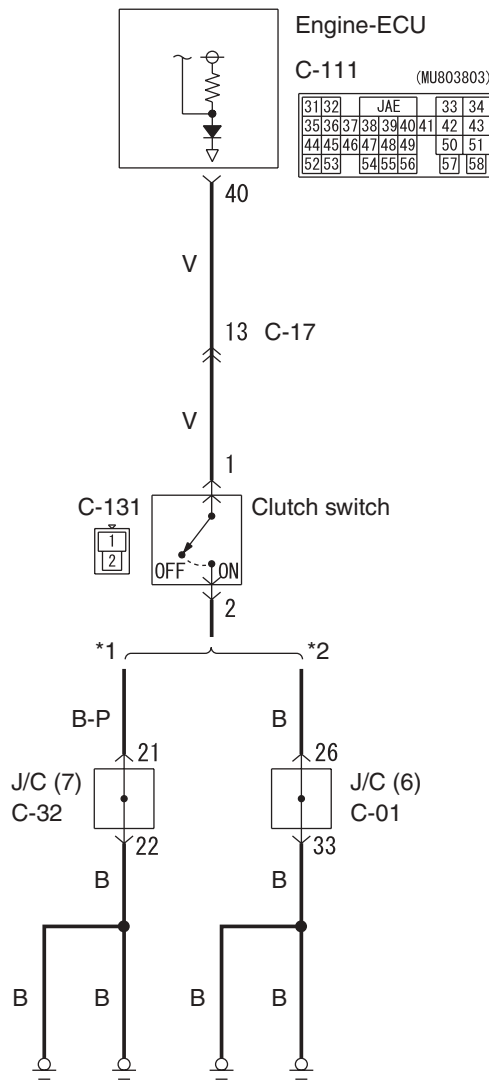 Engine-ECU
C-111 (MU803803)
31 32 JAE 33 34
35 36 37 38 39 40 41 42 43
44 45 46 47 48 49 50 51
52 53 54 55 56 57 58
40
V
13 C-17
V
1
C-131 Clutch switch
1
2
OFF ON
2
*1 *2
B-P B
21 26
J/C (7) J/C (6)
C-32 C-01
22 33
B B
B B B B